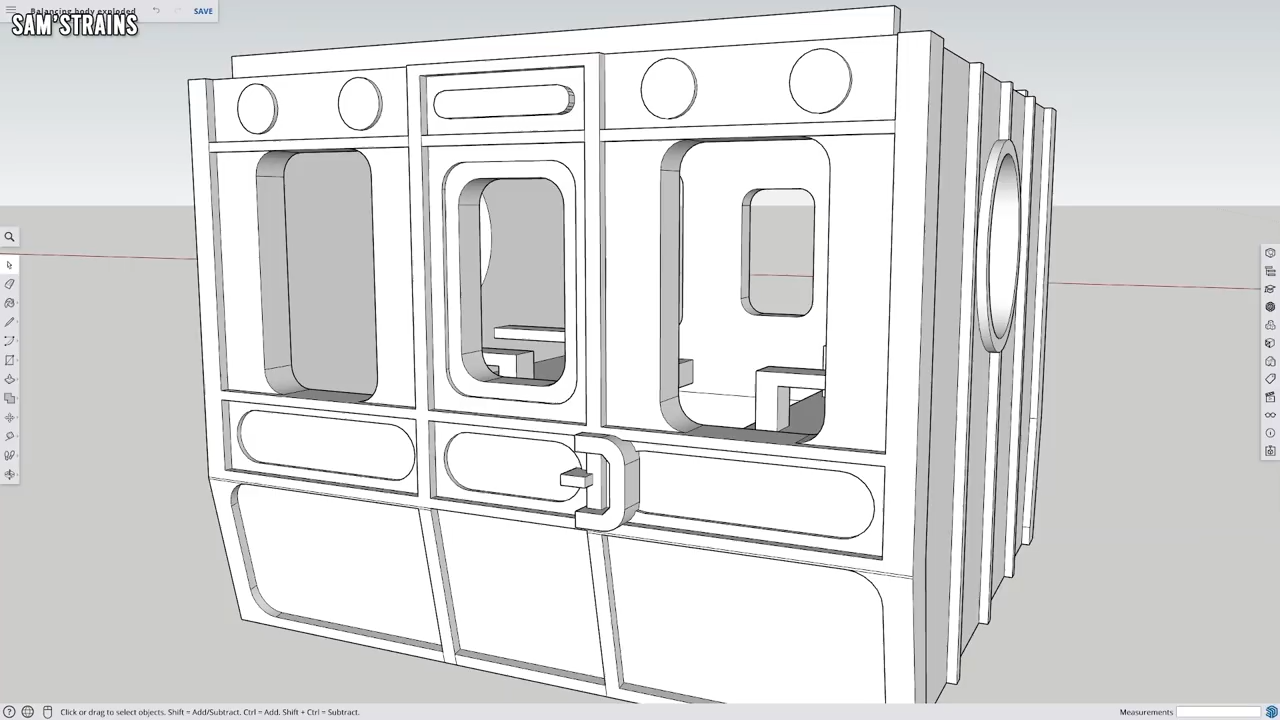 Balancing body exploded
SAVE
SAM'STRAINS
Click or drag to select objects. Shift = Add/Subtract. Ctrl = Add. Shift + Ctrl = Subtract.
Measurements